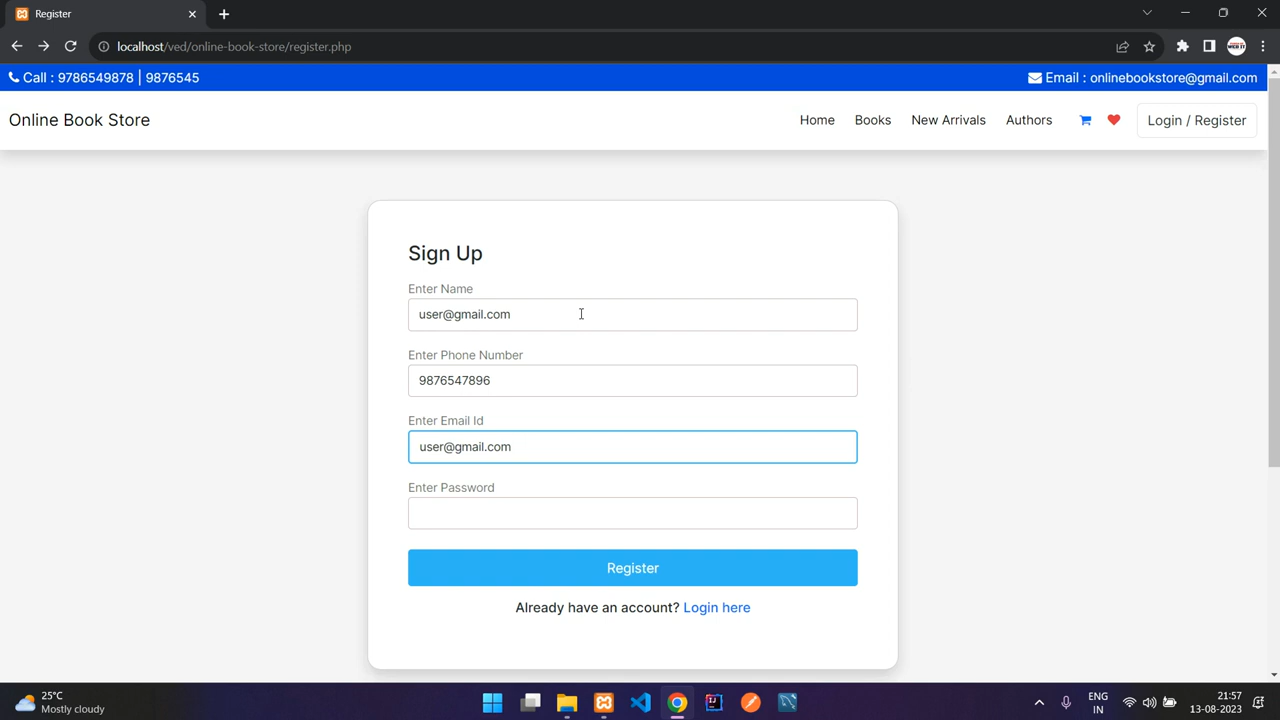 Register
localhost/ved/online-book-store/register.php
Call : 9786549878 | 9876545
Email : onlinebookstore@gmail.com
Online Book Store
Home
Books
New Arrivals
Authors
Login / Register
Sign Up
Enter Name
user@gmail.com
Enter Phone Number
9876547896
Enter Email Id
user@gmail.com
Enter Password
Register
Already have an account? Login here
25°C
Mostly cloudy
ENG
IN
21:57
13-08-2023